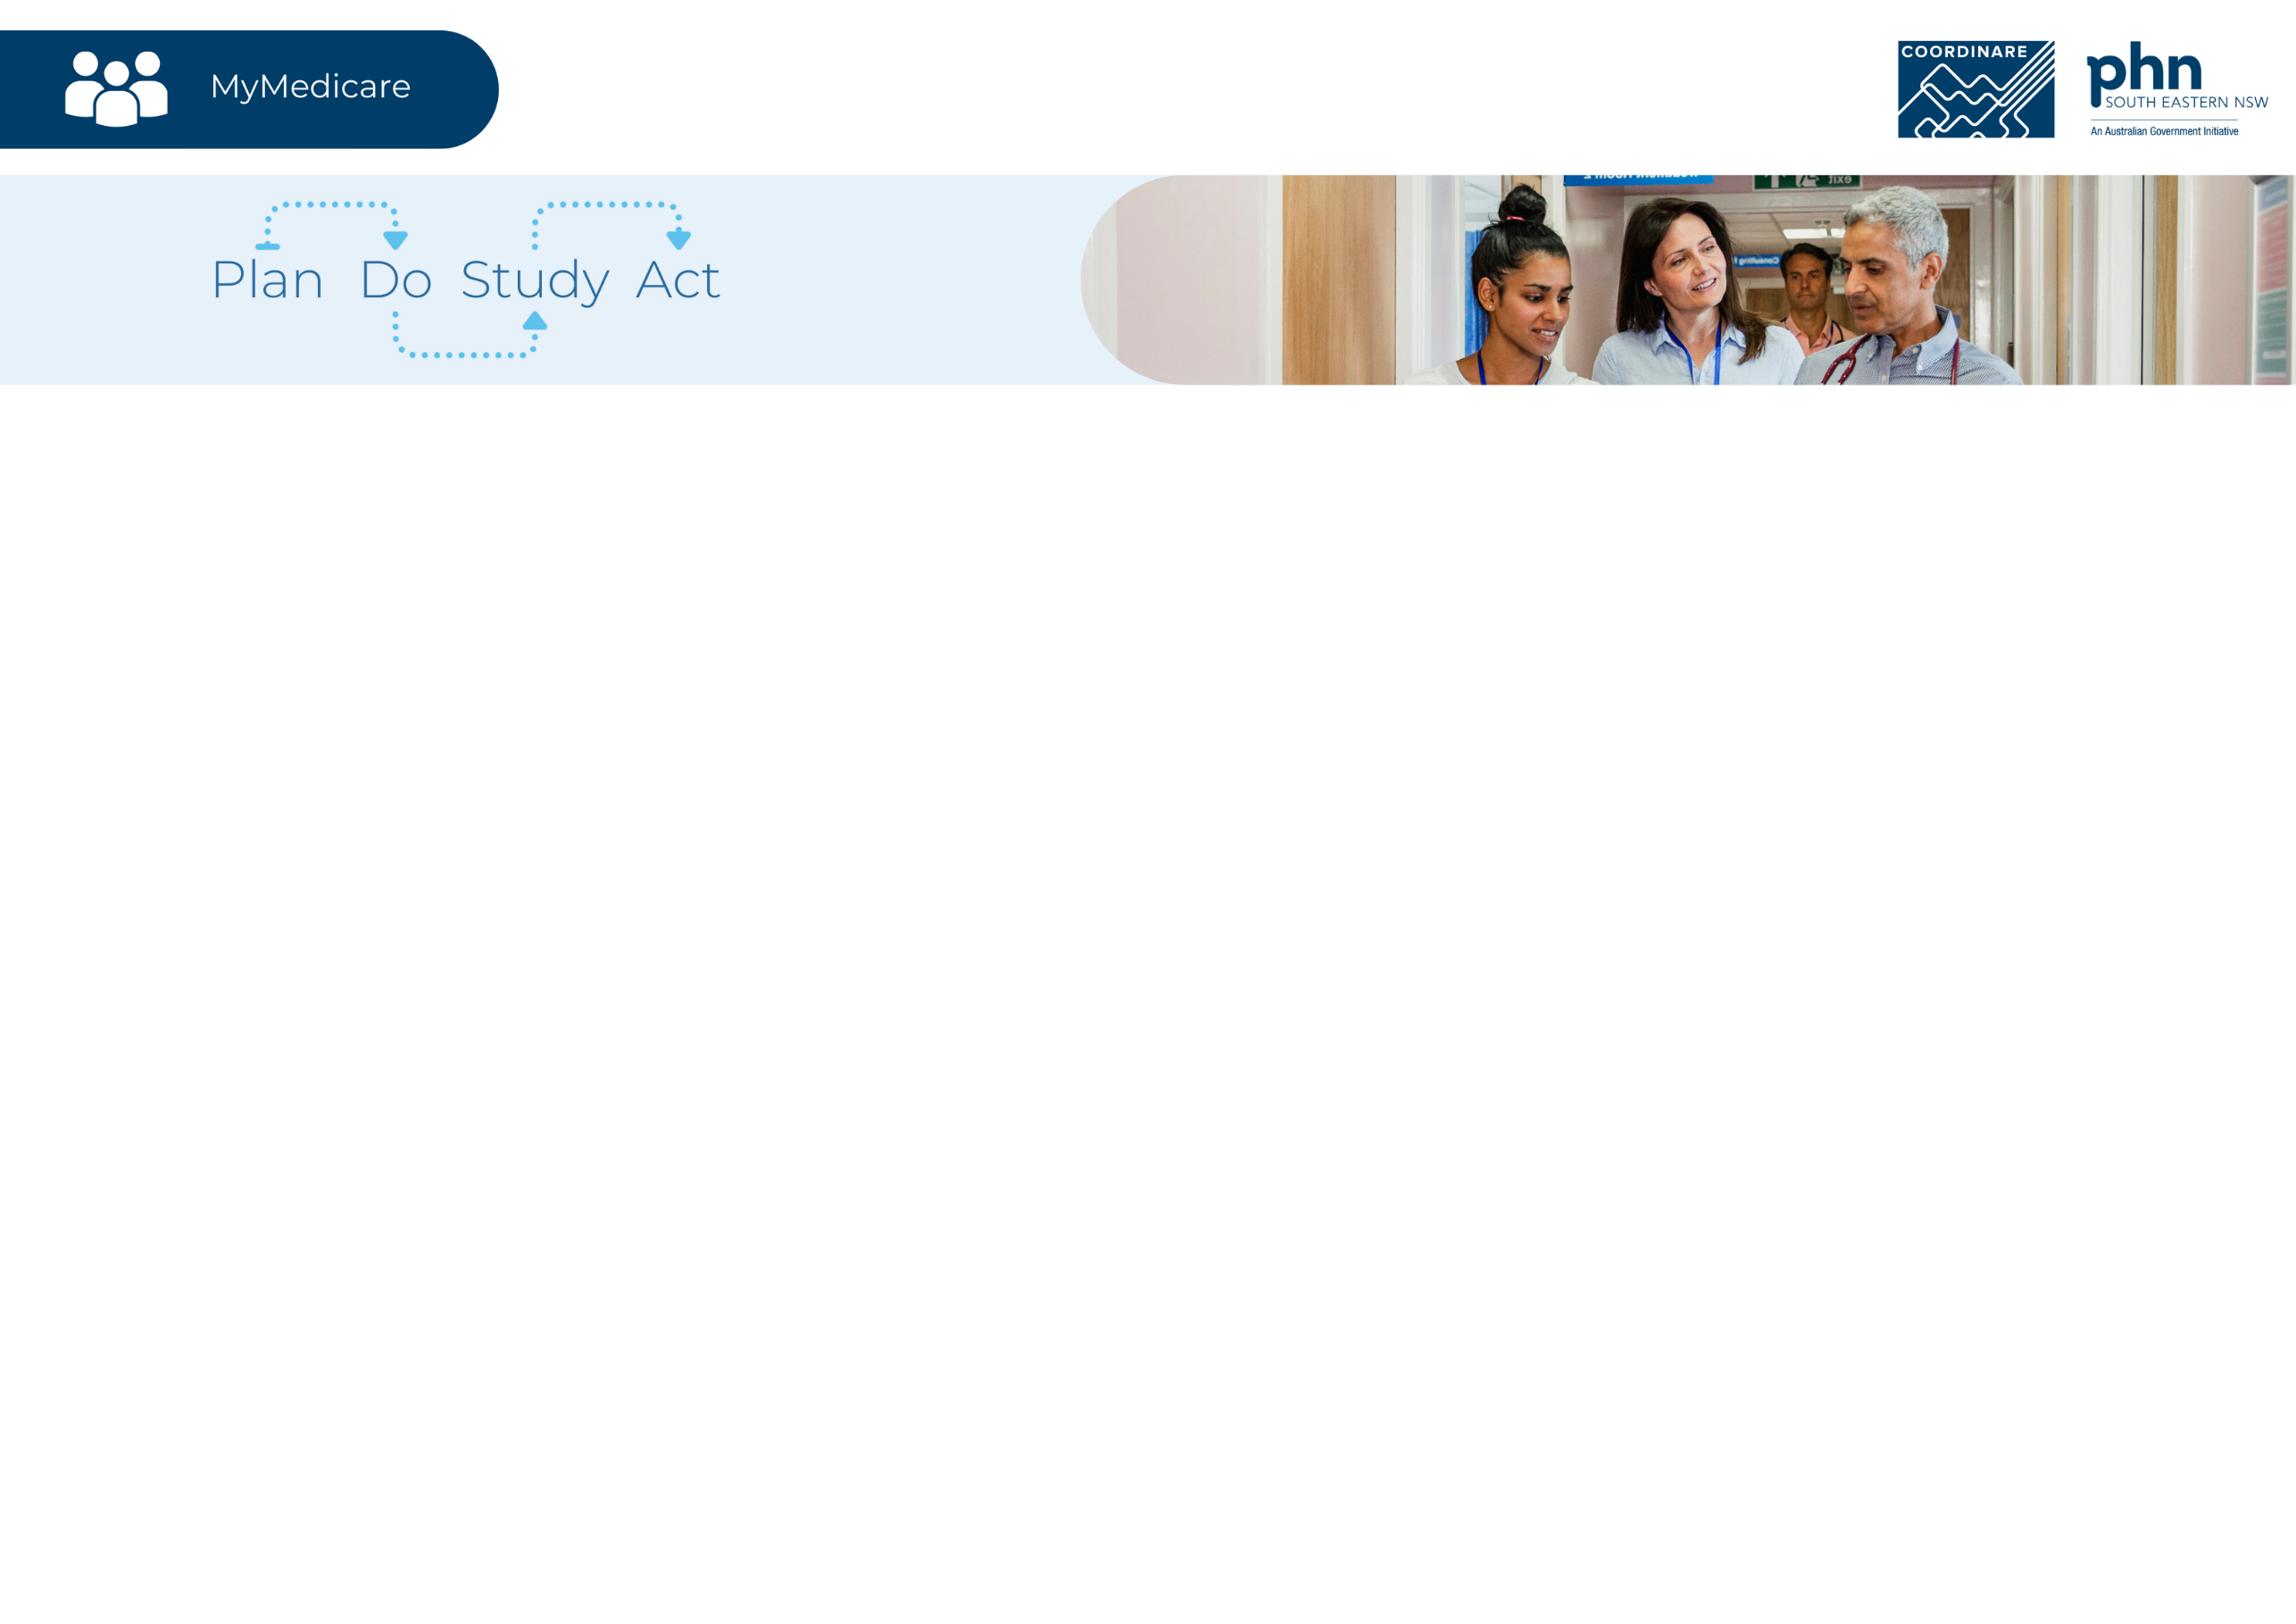 MyMedicare
COORDINARE
phn
SOUTH EASTERN NSW
An Australian Government Initiative
Plan Do Study Act